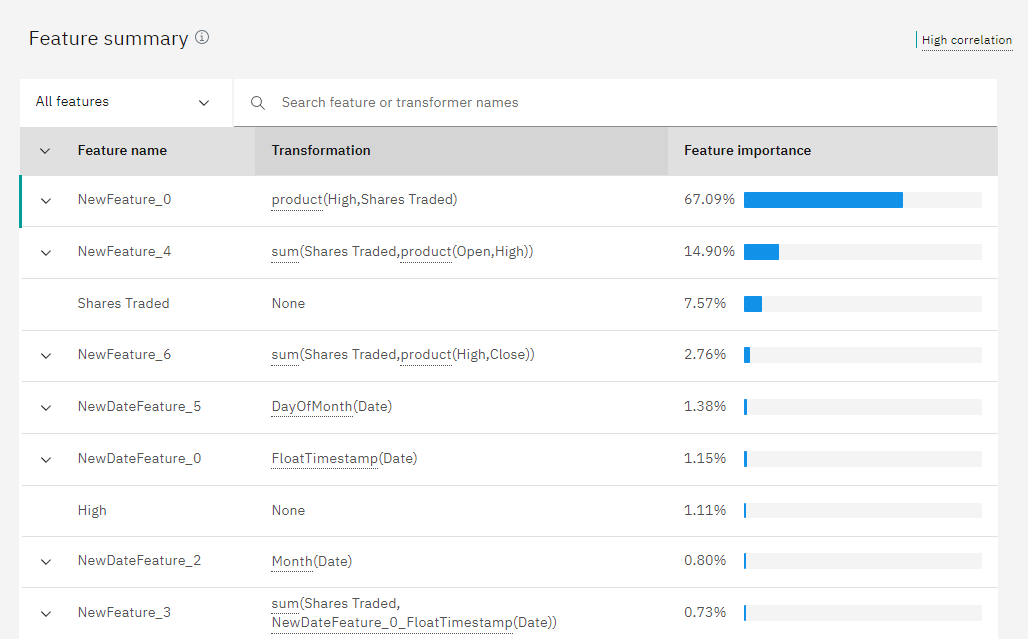 Feature summary
High correlation
All features
Search feature or transformer names
Feature name Transformation Feature importance
NewFeature_0 product(High,Shares Traded) 67.09%
NewFeature_4 sum(Shares Traded,product(Open,High)) 14.90%
Shares Traded None 7.57%
NewFeature_6 sum(Shares Traded,product(High,Close)) 2.76%
NewDateFeature_5 DayOfMonth(Date) 1.38%
NewDateFeature_0 FloatTimestamp(Date) 1.15%
High None 1.11%
NewDateFeature_2 Month(Date) 0.80%
NewFeature_3 sum(Shares Traded, 0.73%
NewDateFeature_0_FloatTimestamp(Date))